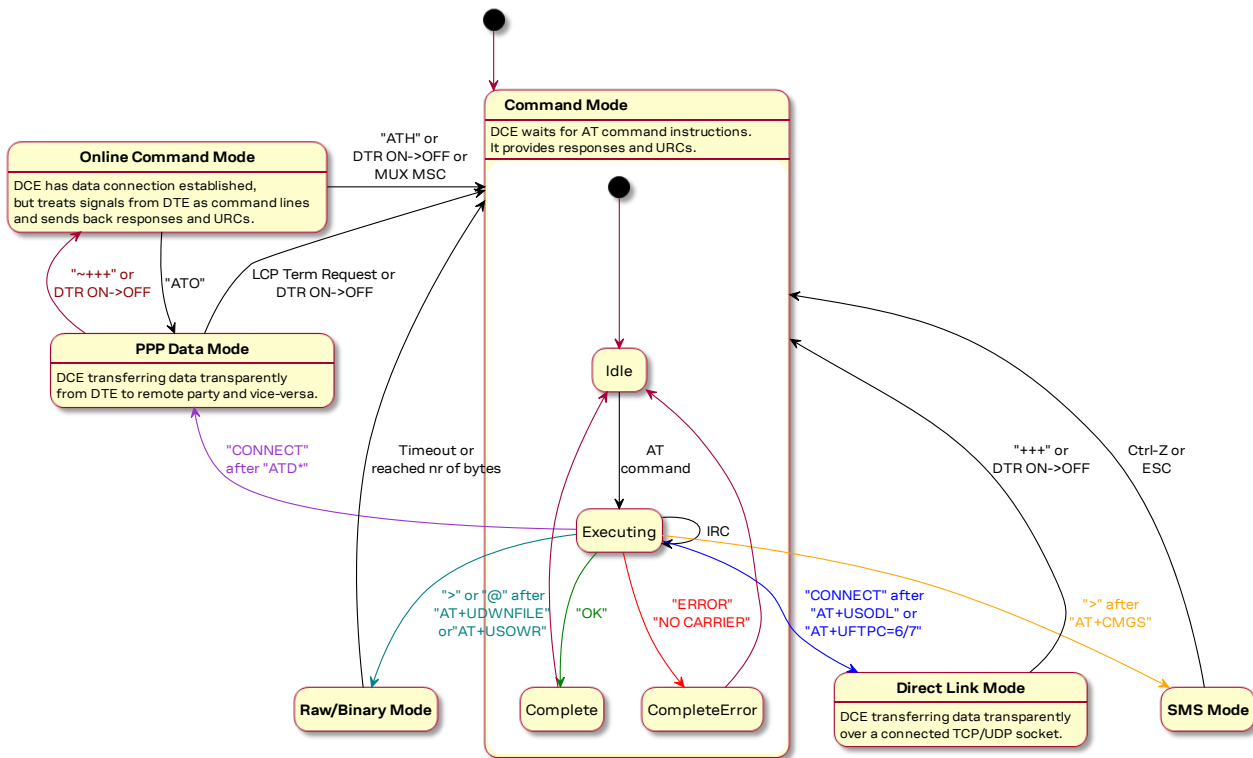 Command Mode
DCE waits for AT command instructions.
It provides responses and URCs.
"ATH" or
DTR ON->OFF or
MUX MSC
Online Command Mode
DCE has data connection established,
but treats signals from DTE as command lines
and sends back responses and URCs.
"~+++" or
DTR ON->OFF
"ATO"
LCP Term Request or
DTR ON->OFF
PPP Data Mode
DCE transferring data transparently
from DTE to remote party and vice-versa.
Idle
"CONNECT"
after "ATD*"
Timeout or
reached nr of bytes
AT
command
"+++" or
DTR ON->OFF
Ctrl-Z or
ESC
Executing
IRC
">" or "@" after
"AT+UDWNFILE"
or"AT+USOWR"
"OK"
"ERROR"
"NO CARRIER"
"CONNECT" after
"AT+USODL" or
"AT+UFTPC=6/7"
">" after
"AT+CMGS"
Raw/Binary Mode
Complete
CompleteError
Direct Link Mode
DCE transferring data transparently
over a connected TCP/UDP socket.
SMS Mode